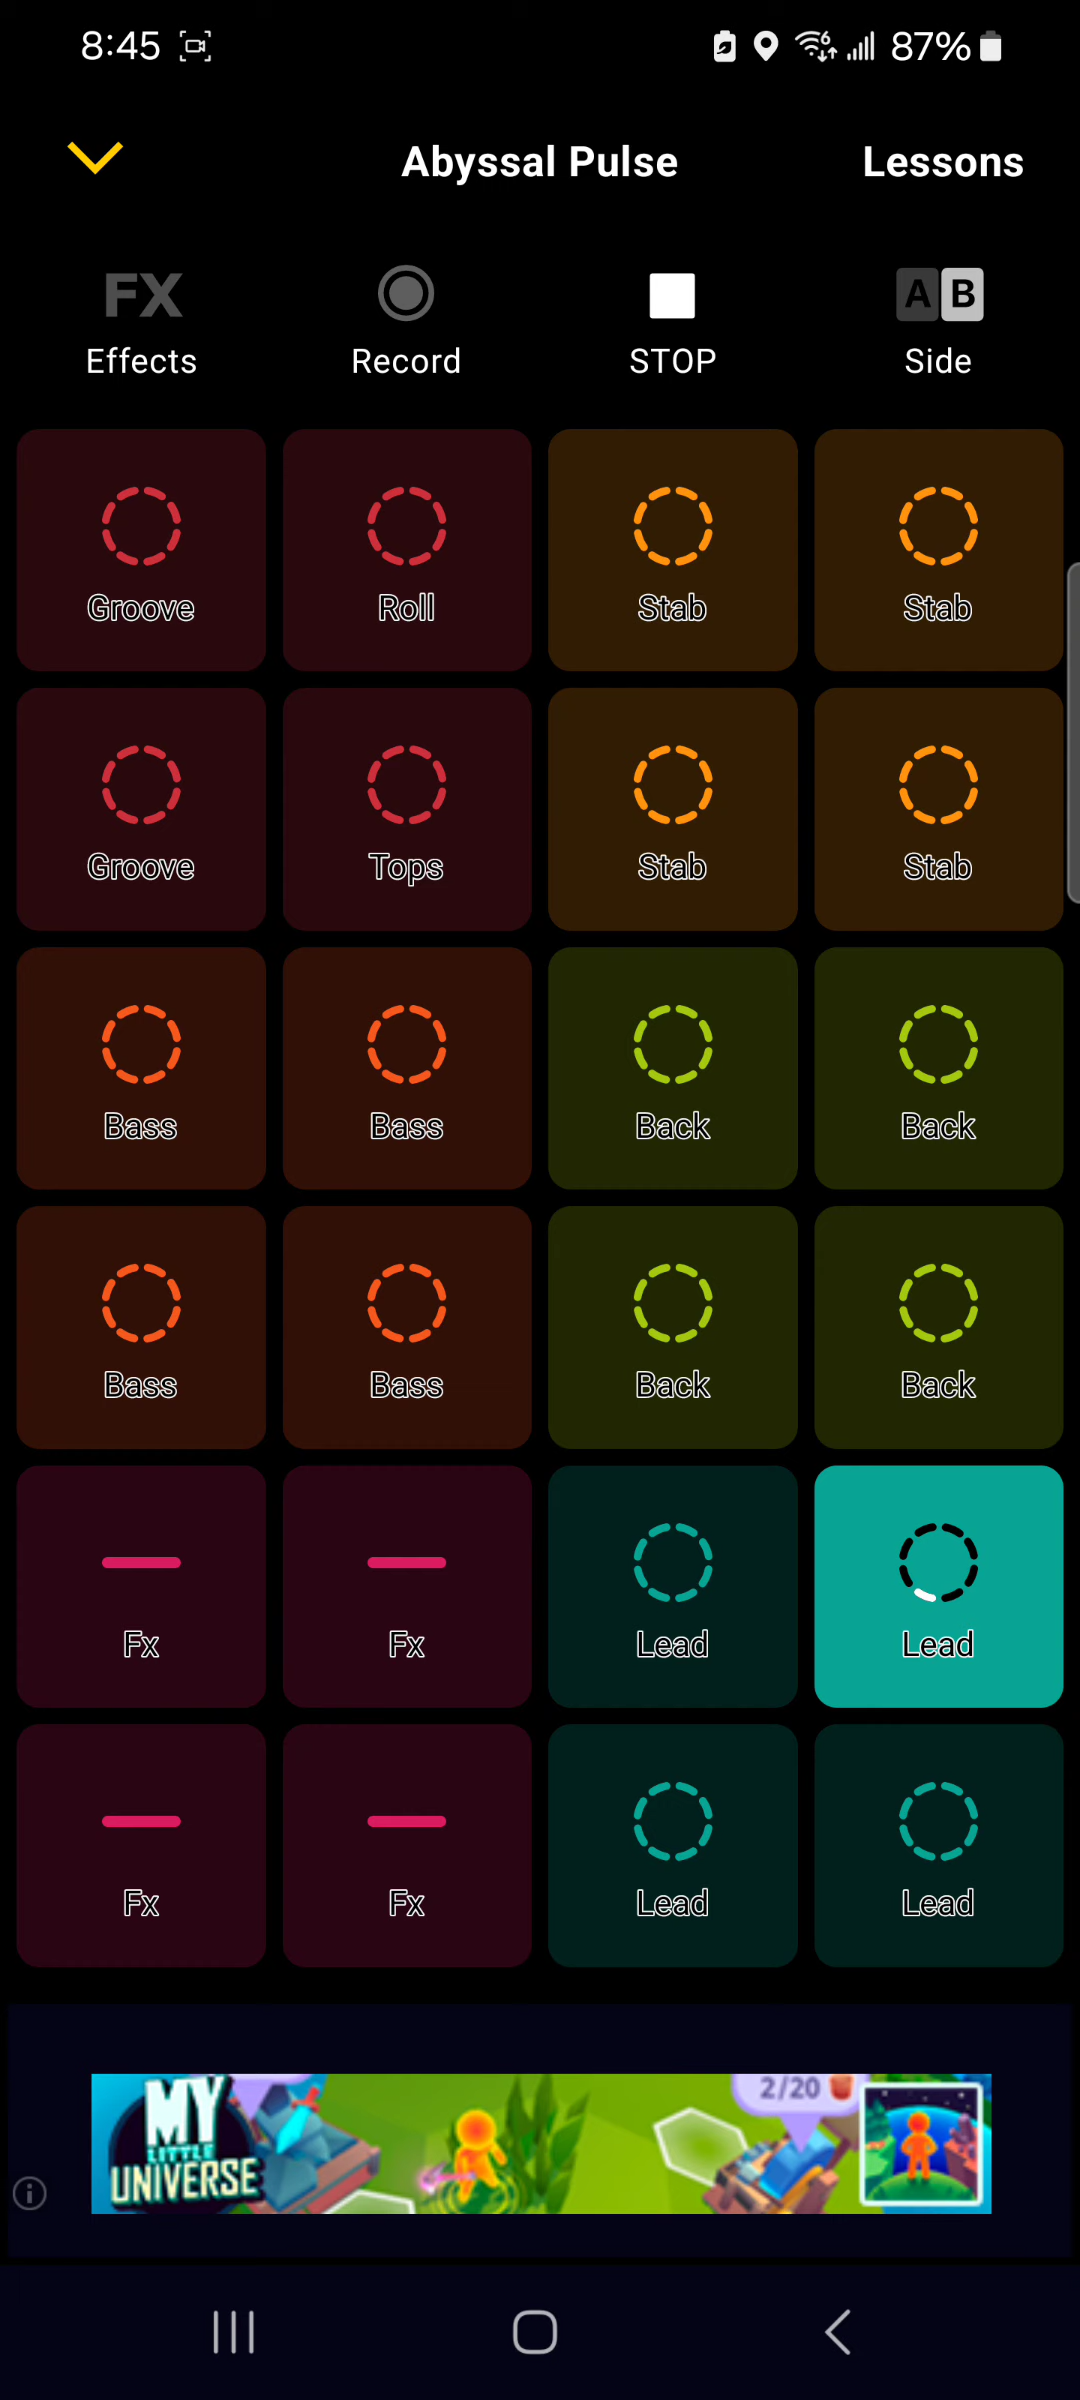 8:45 6 87%
Abyssal Pulse Lessons
FX A B
Effects Record STOP Side
Groove Roll Stab Stab
Groove Tops Stab Stab
Bass Bass Back Back
Bass Bass Back Back
Fx Fx Lead Lead
Fx Fx Lead Lead
MY
LITTLE
UNIVERSE
2/20